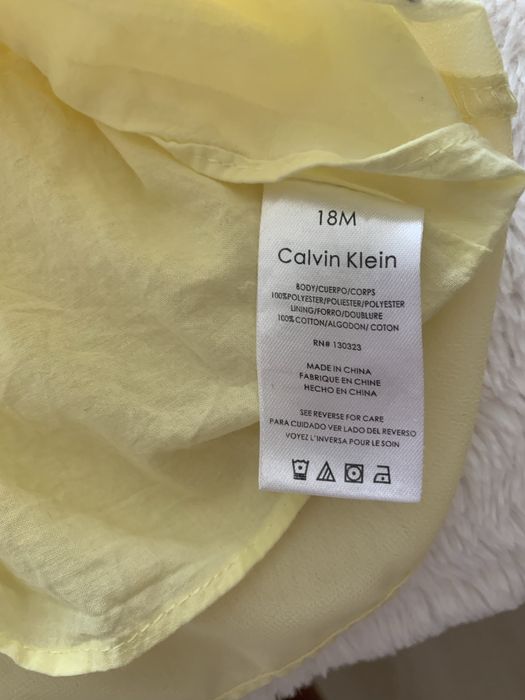 18M
Calvin Klein
BODY/CUERPO/CORPS
100%POLYESTER/POLIESTER/POLYESTER
LINING/FORRO/DOUBLURE
100%COTTON/ALGODON/ COTON
RN# 130323
MADE IN CHINA
FABRIQUE EN CHINE
HECHO EN CHINA
SEE REVERSE FOR CARE
PARA CUIDADO VER LADO DEL REVERSO
VOYEZ L'INVERSA POUR LE SOIN